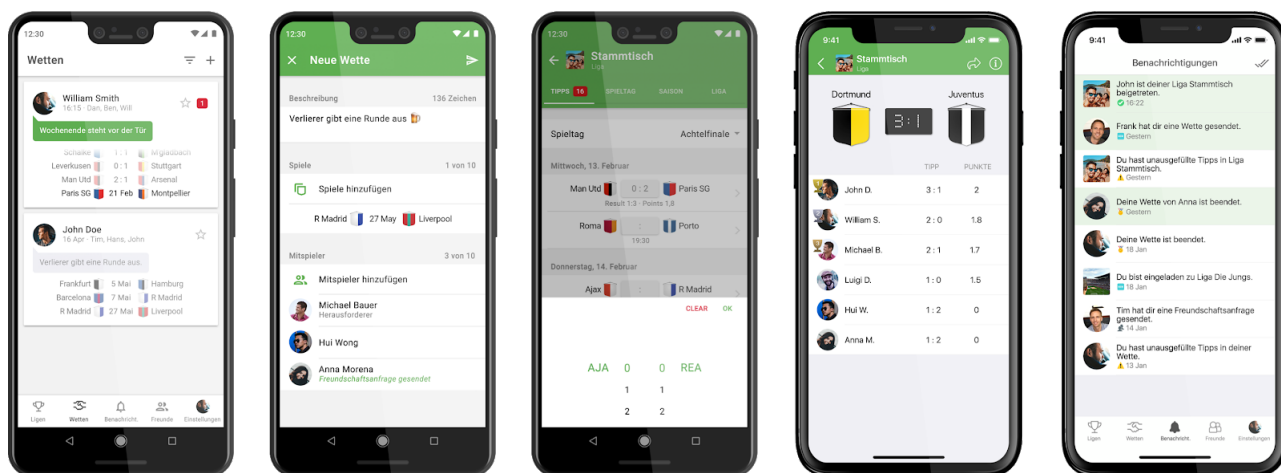 12:30
Wetten
William Smith
16:15 · Dan, Ben, Will
1
Wochenende steht vor der Tür
Schalke 1 : 1 M'gladbach
Leverkusen 0 : 1 Stuttgart
Man Utd 2 : 1 Arsenal
Paris SG 21 Feb Montpellier
John Doe
16 Apr · Tim, Hans, John
Verlierer gibt eine Runde aus.
Frankfurt 5 Mai Hamburg
Barcelona 7 Mai R Madrid
R Madrid 27 Mai Liverpool
Ligen Wetten Benachricht. Freunde Einstellungen
12:30
Neue Wette
Beschreibung 136 Zeichen
Verlierer gibt eine Runde aus
Spiele 1 von 10
Spiele hinzufügen
R Madrid 27 May Liverpool
Mitspieler 3 von 10
Mitspieler hinzufügen
Michael Bauer
Herausforderer
Hui Wong
Anna Morena
Freundschaftsanfrage gesendet
12:30
Stammtisch
Liga
TIPPS 16 SPIELTAG SAISON LIGA
Spieltag Achtelfinale
Mittwoch, 13. Februar
Man Utd 0 : 2 Paris SG
Result 1:3 · Points 1,8
Roma : Porto
19:30
Donnerstag, 14. Februar
Ajax : R Madrid
CLEAR OK
AJA 0 0 REA
1 1
2 2
9:41
Stammtisch
Liga
Dortmund Juventus
3:1
TIPP PUNKTE
John D. 3 : 1 2
William S. 2 : 0 1.8
Michael B. 2 : 1 1.7
Luigi D. 1 : 0 1.5
Hui W. 1 : 2 0
Anna M. 1 : 2 0
9:41
Benachrichtigungen
John ist deiner Liga Stammtisch
beigetreten.
16:22
Frank hat dir eine Wette gesendet.
Gestern
Du hast unausgefüllte Tipps in Liga
Stammtisch.
Gestern
Deine Wette von Anna ist beendet.
Gestern
Deine Wette ist beendet.
18 Jan
Du bist eingeladen zu Liga Die Jungs.
18 Jan
Tim hat dir eine Freundschaftsanfrage
gesendet.
14 Jan
Du hast unausgefüllte Tipps in deiner
Wette.
13 Jan
Ligen Wetten Benachricht. Freunde Einstellungen